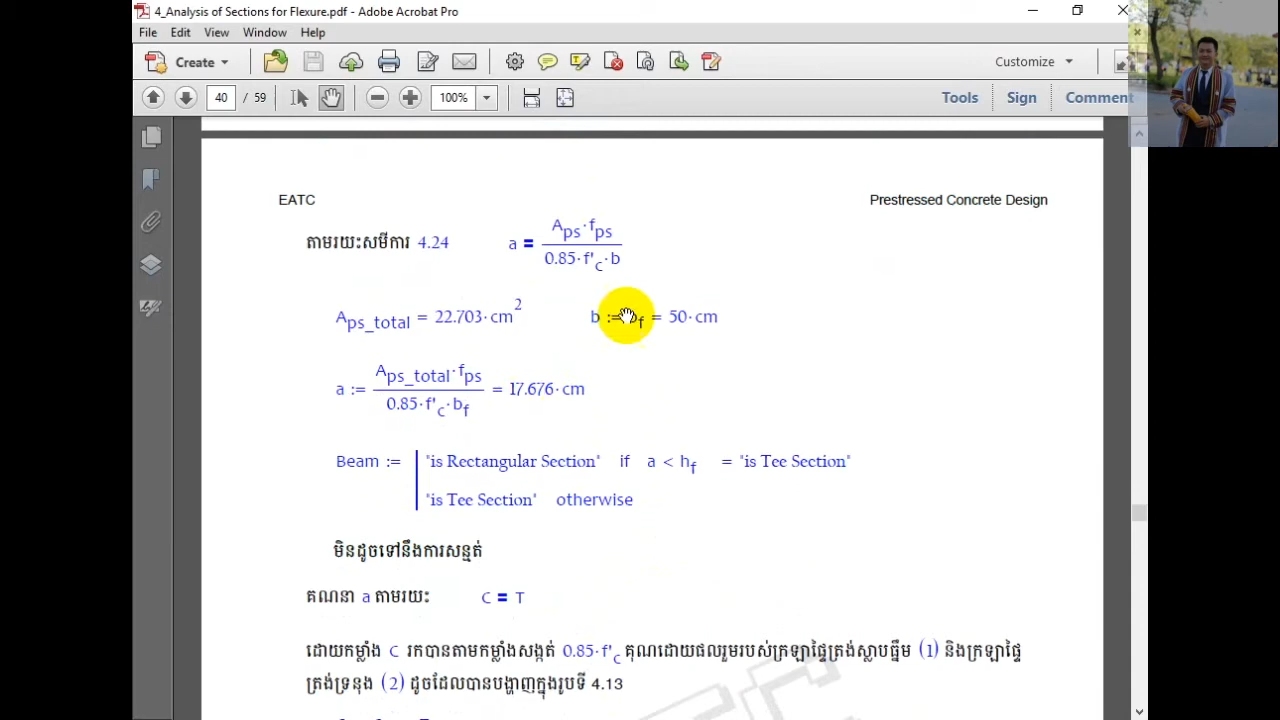 4_Analysis of Sections for Flexure.pdf - Adobe Acrobat Pro
File Edit View Window Help
Create Customize
40 / 59 100% Tools Sign Comment
EATC Prestressed Concrete Design
តាមរយះសមីការ 4.24 a = Aps·fps / 0.85·f'c·b
Aps_total = 22.703·cm² b := bf = 50·cm
a := Aps_total·fps / 0.85·f'c·bf = 17.676·cm
Beam := "is Rectangular Section" if a < hf = "is Tee Section"
"is Tee Section" otherwise
មិនដូចទៅនឹងការសន្មត់
គណនា a តាមរយះ C = T
ដោយកម្លាំង C រកបានតាមកម្លាំងសង្កត់ 0.85·f'c គុណដោយផលរួមរបស់ក្រឡាផ្ទៃត្រង់ស្លាបធ្នឹម (1) និងក្រឡាផ្ទៃ
ត្រង់ទ្រនុង (2) ដូចដែលបានបង្ហាញក្នុងរូបទី 4.13